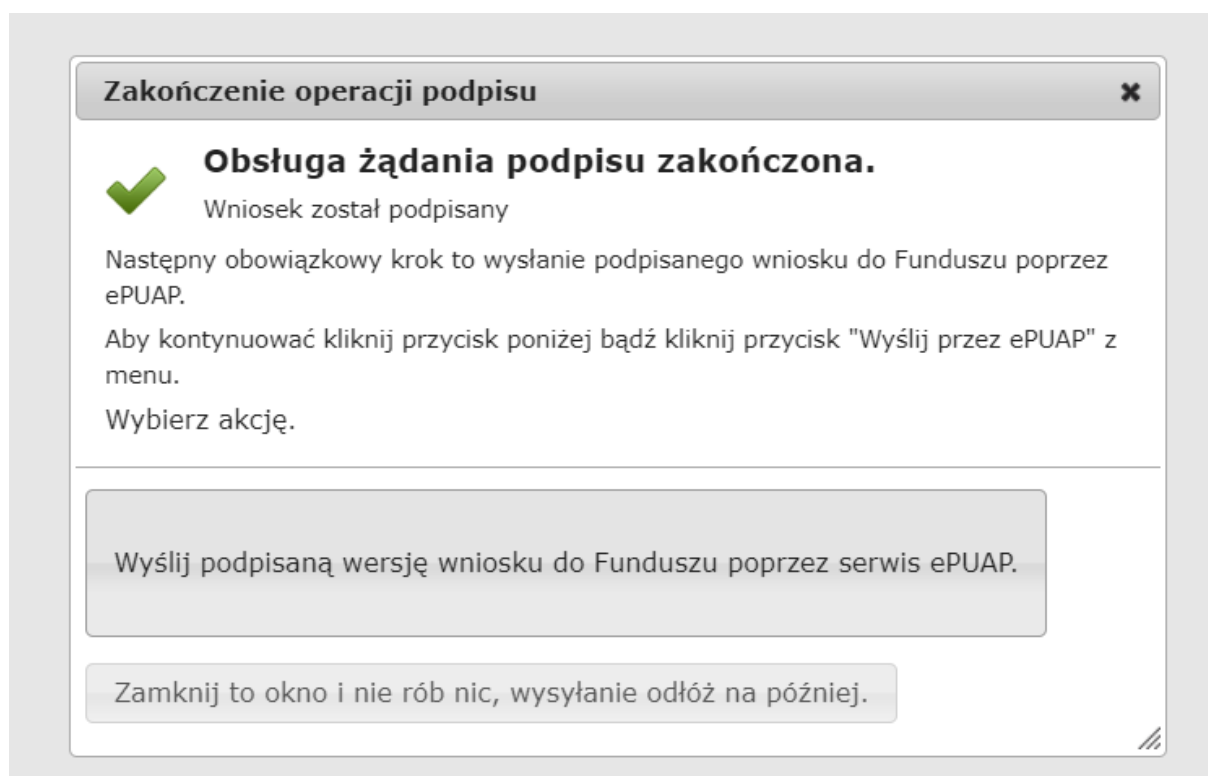 Zakończenie operacji podpisu
Obsługa żądania podpisu zakończona.
Wniosek został podpisany
Następny obowiązkowy krok to wysłanie podpisanego wniosku do Funduszu poprzez
ePUAP.
Aby kontynuować kliknij przycisk poniżej bądź kliknij przycisk "Wyślij przez ePUAP" z
menu.
Wybierz akcję.
Wyślij podpisaną wersję wniosku do Funduszu poprzez serwis ePUAP.
Zamknij to okno i nie rób nic, wysyłanie odłóż na później.